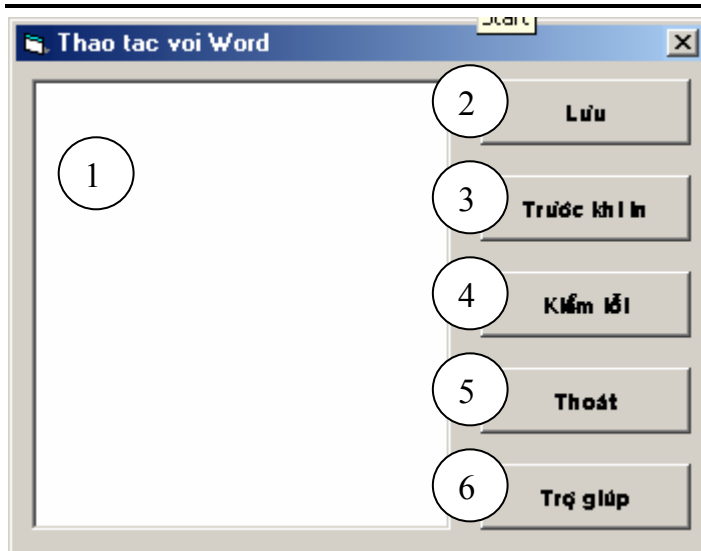 Start
Thao tac voi Word
1
2
Lưu
3
Trước khi in
4
Kiểm lỗi
5
Thoát
6
Trợ giúp